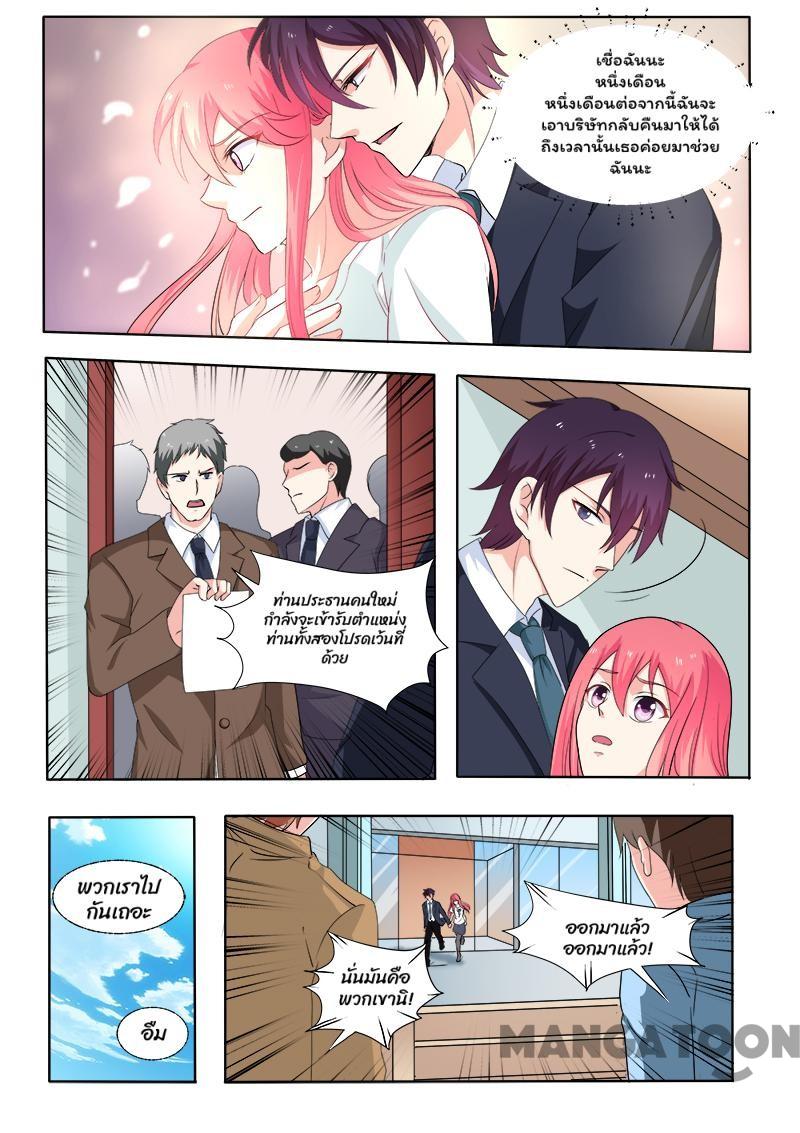 เชื่อฉันนะ
หนึ่งเดือน
หนึ่งเดือนต่อจากนี้ฉันจะ
เอาบริษัทกลับคืนมาให้ได้
ถึงเวลานั้นเธอค่อยมาช่วย
ฉันนะ
ท่านประธานคนใหม่
กำลังจะเข้ารับตำแหน่ง
ท่านทั้งสองโปรดเว้นที่
ด้วย
พวกเราไป
กันเถอะ
อืม
นั่นมันคือ
พวกเขานิ!
ออกมาแล้ว
ออกมาแล้ว!
MANGATOON